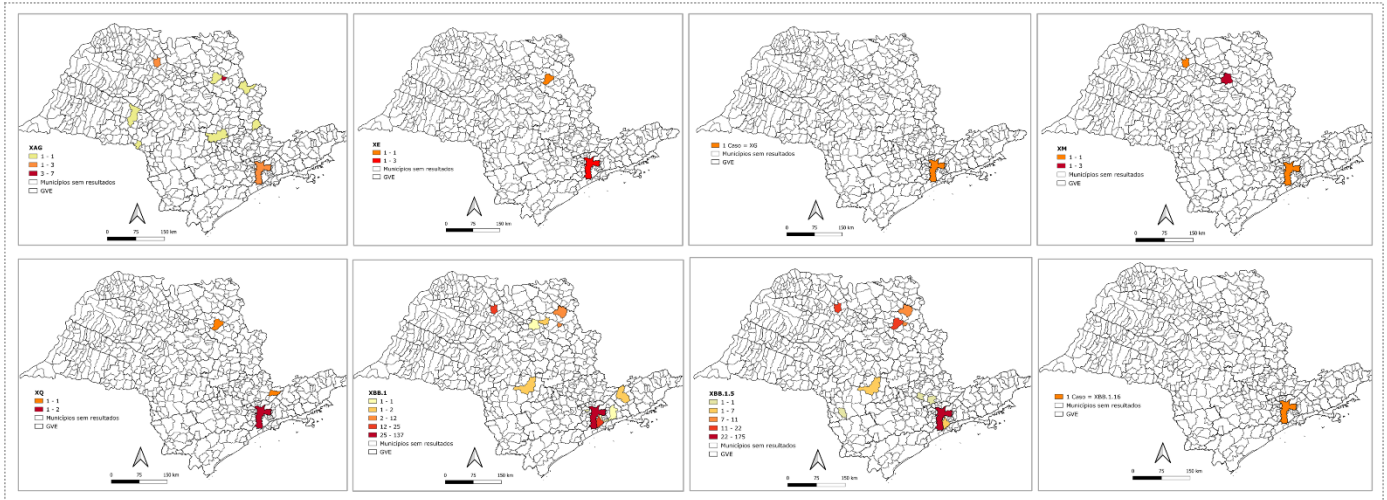 XAG
1 - 1
1 - 3
3 - 7
Municípios sem resultados
GVE
0 75 150 km
XE
1 - 1
1 - 3
Municípios sem resultados
GVE
0 75 150 km
1 Caso = XG
Municípios sem resultados
GVE
0 75 150 km
XM
1 - 1
1 - 3
Municípios sem resultados
GVE
0 75 150 km
XQ
1 - 1
1 - 2
Municípios sem resultados
GVE
0 75 150 km
XBB.1
1 - 1
1 - 2
2 - 12
12 - 25
25 - 137
Municípios sem resultados
GVE
0 75 150 km
XBB.1.5
1 - 1
1 - 7
7 - 11
11 - 22
22 - 175
Municípios sem resultados
GVE
0 75 150 km
1 Caso = XBB.1.16
Municípios sem resultados
GVE
0 75 150 km